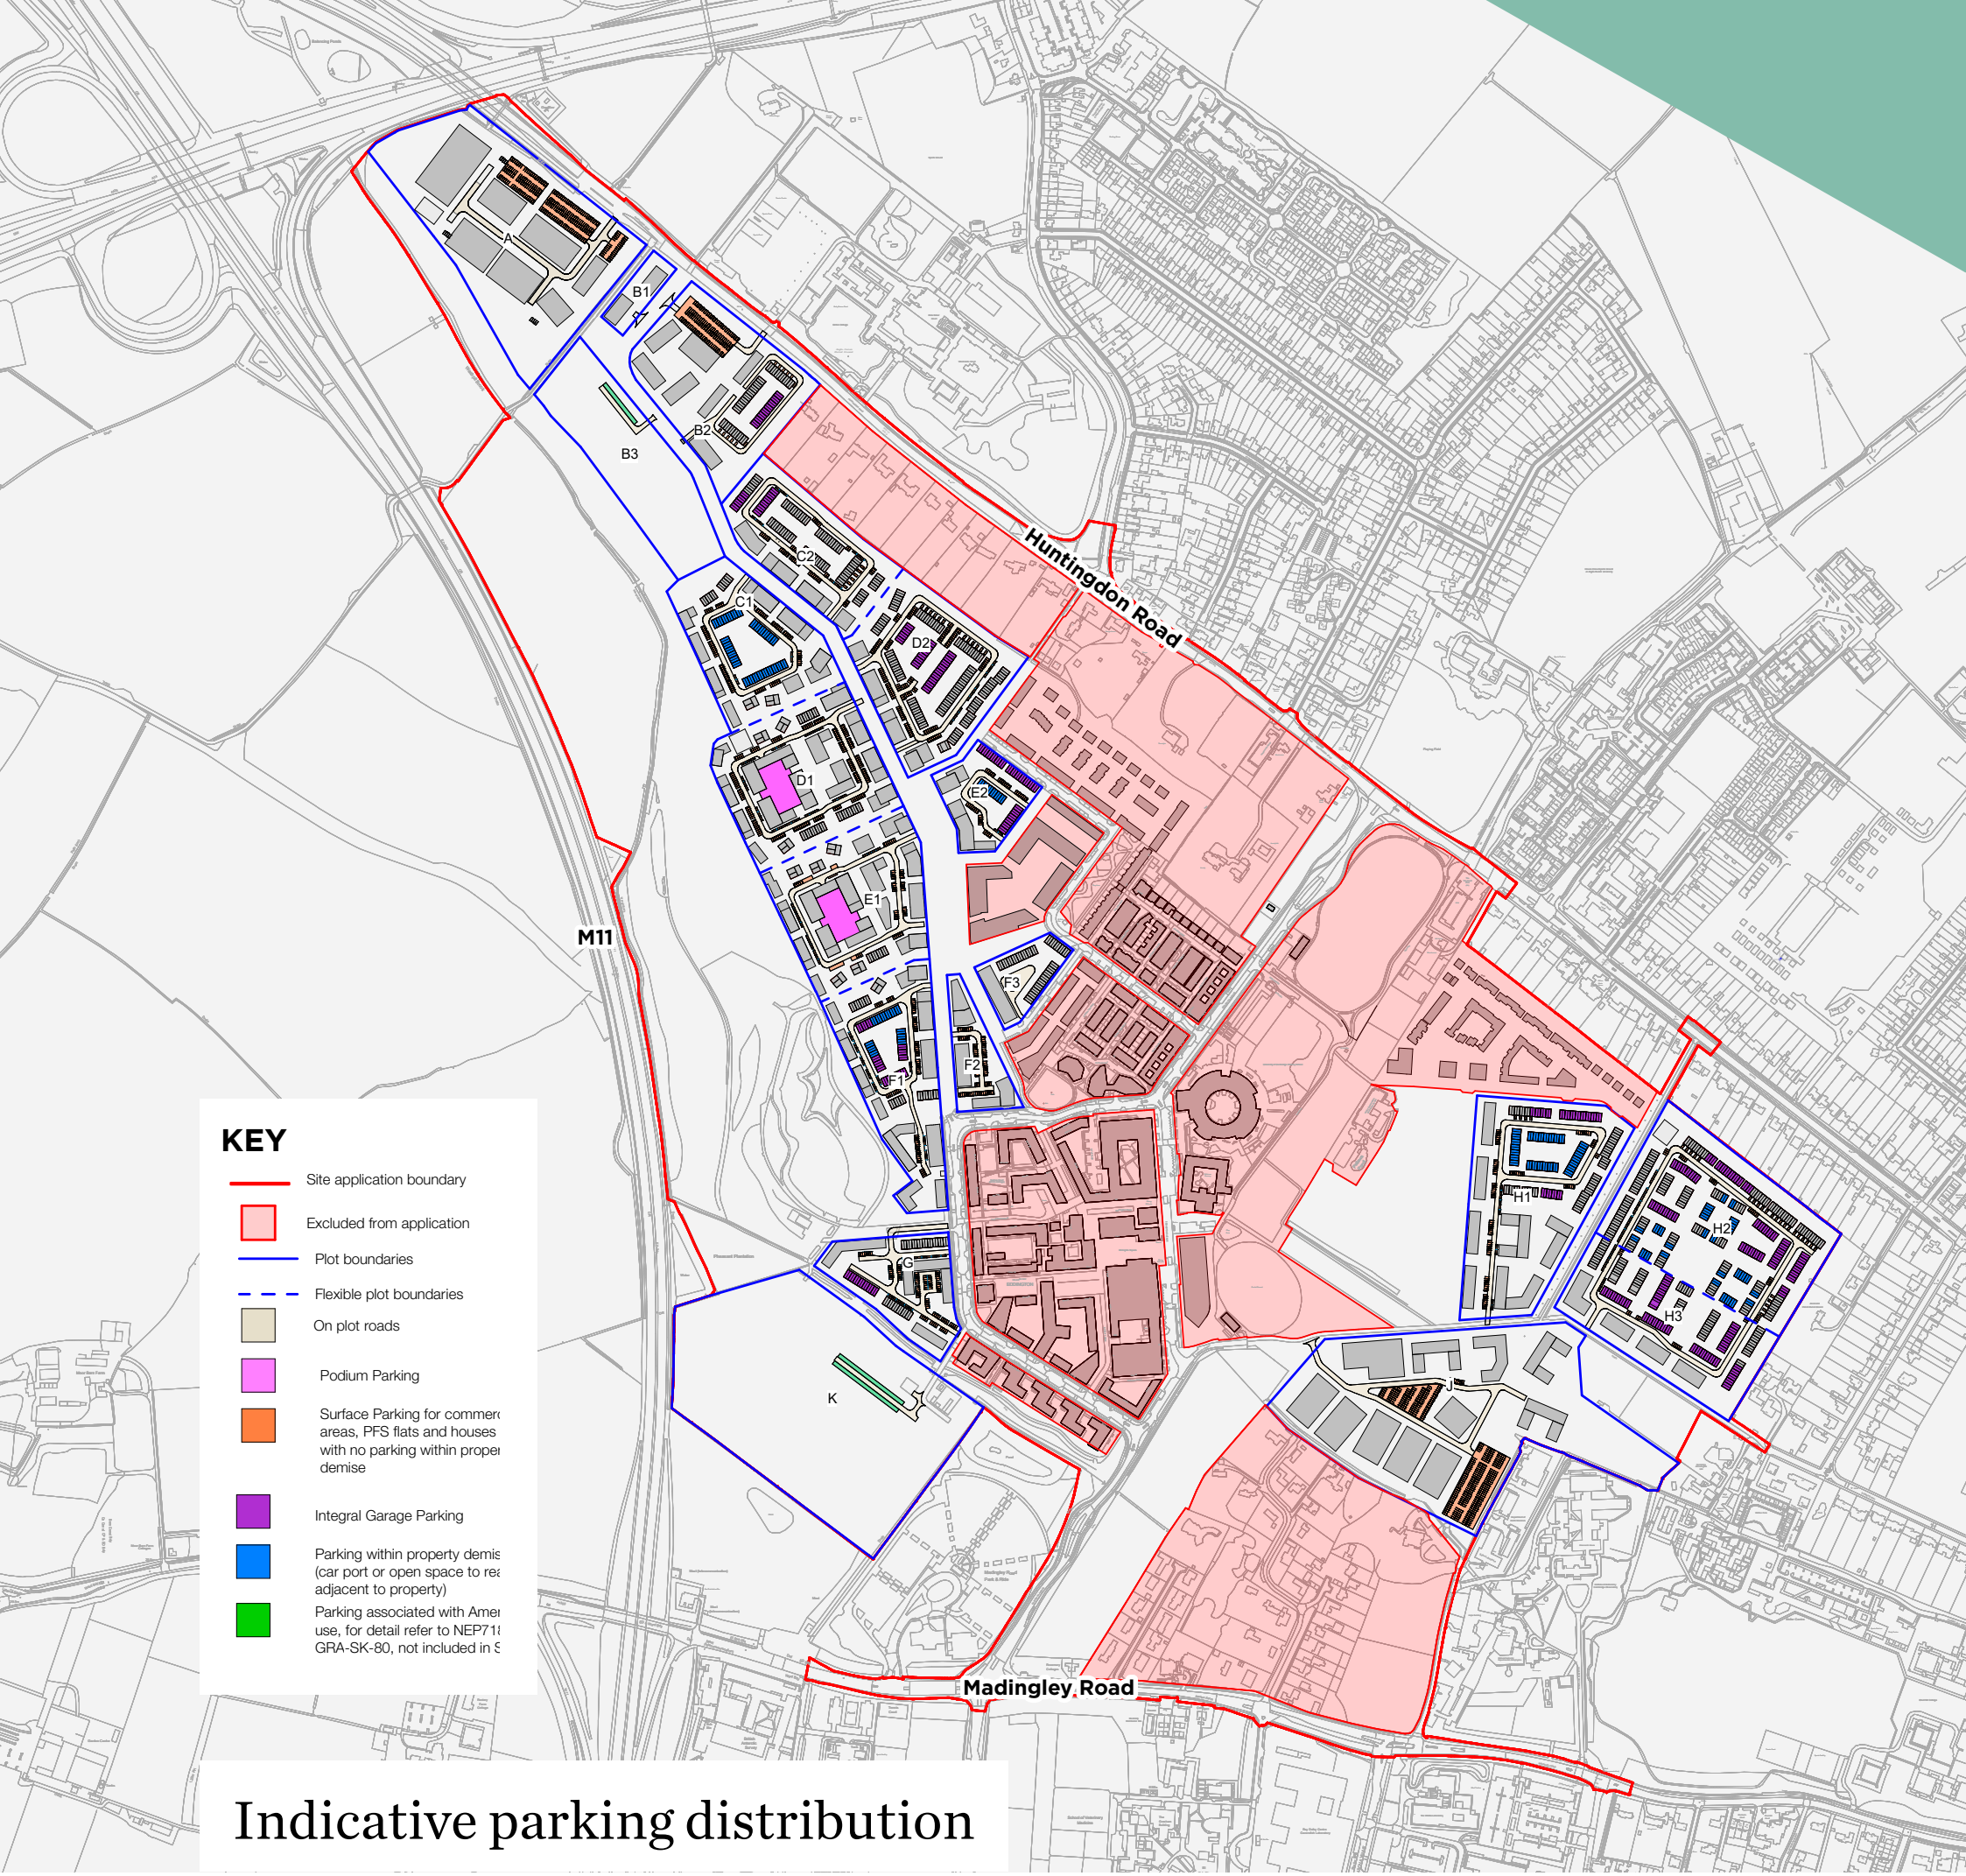 A
B1
B2
B3
C2
C1
D2
D1
E2
E1
F3
F2
F1
G
H1
H2
H3
J
K
Huntingdon Road
M11
Madingley Road
KEY
Site application boundary
Excluded from application
Plot boundaries
Flexible plot boundaries
On plot roads
Podium Parking
Surface Parking for commerc
areas, PFS flats and houses
with no parking within proper
demise
Integral Garage Parking
Parking within property demis
(car port or open space to rea
adjacent to property)
Parking associated with Amer
use, for detail refer to NEP718
GRA-SK-80, not included in S
Indicative parking distribution